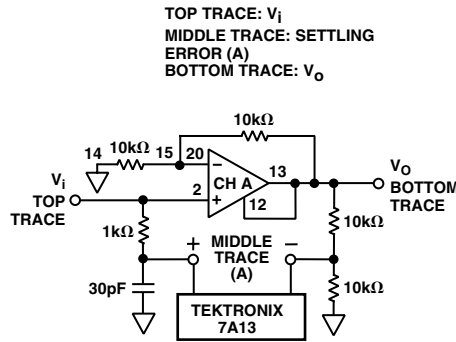 TOP TRACE: Vi
MIDDLE TRACE: SETTLING
ERROR (A)
BOTTOM TRACE: Vo
10kΩ
14 10kΩ 15 20
13
Vi
TOP
TRACE
CH A
2
12
VO
BOTTOM
TRACE
1kΩ
MIDDLE
TRACE
(A)
10kΩ
30pF
10kΩ
TEKTRONIX
7A13